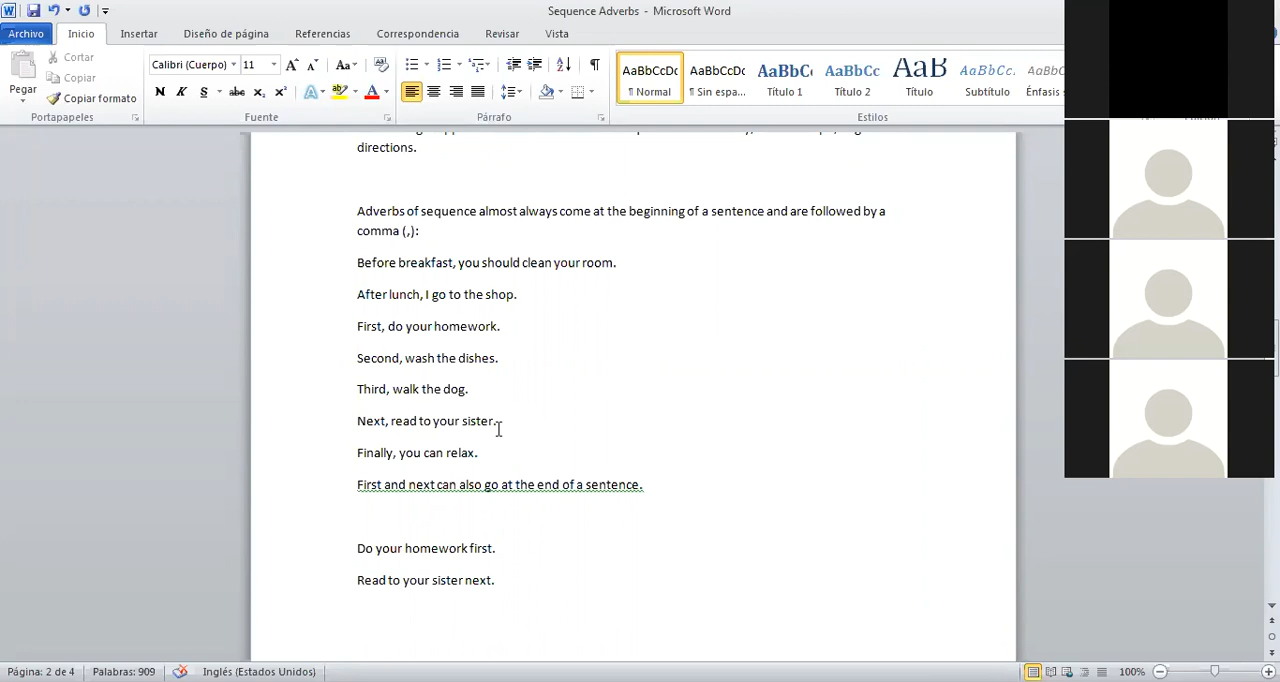 Sequence Adverbs - Microsoft Word
Archivo Inicio Insertar Diseño de página Referencias Correspondencia Revisar Vista
Pegar
Cortar
Copiar
Copiar formato
Portapapeles
Calibri (Cuerpo) 11
Fuente
Párrafo
AaBbCcDc AaBbCcDc AaBbC AaBbCc AaB AaBbCc. AaBbC
¶ Normal ¶ Sin espa... Título 1 Título 2 Título Subtítulo Énfasis
Estilos
directions.
Adverbs of sequence almost always come at the beginning of a sentence and are followed by a
comma (,):
Before breakfast, you should clean your room.
After lunch, I go to the shop.
First, do your homework.
Second, wash the dishes.
Third, walk the dog.
Next, read to your sister.
Finally, you can relax.
First and next can also go at the end of a sentence.
Do your homework first.
Read to your sister next.
Página: 2 de 4 Palabras: 909 Inglés (Estados Unidos) 100%